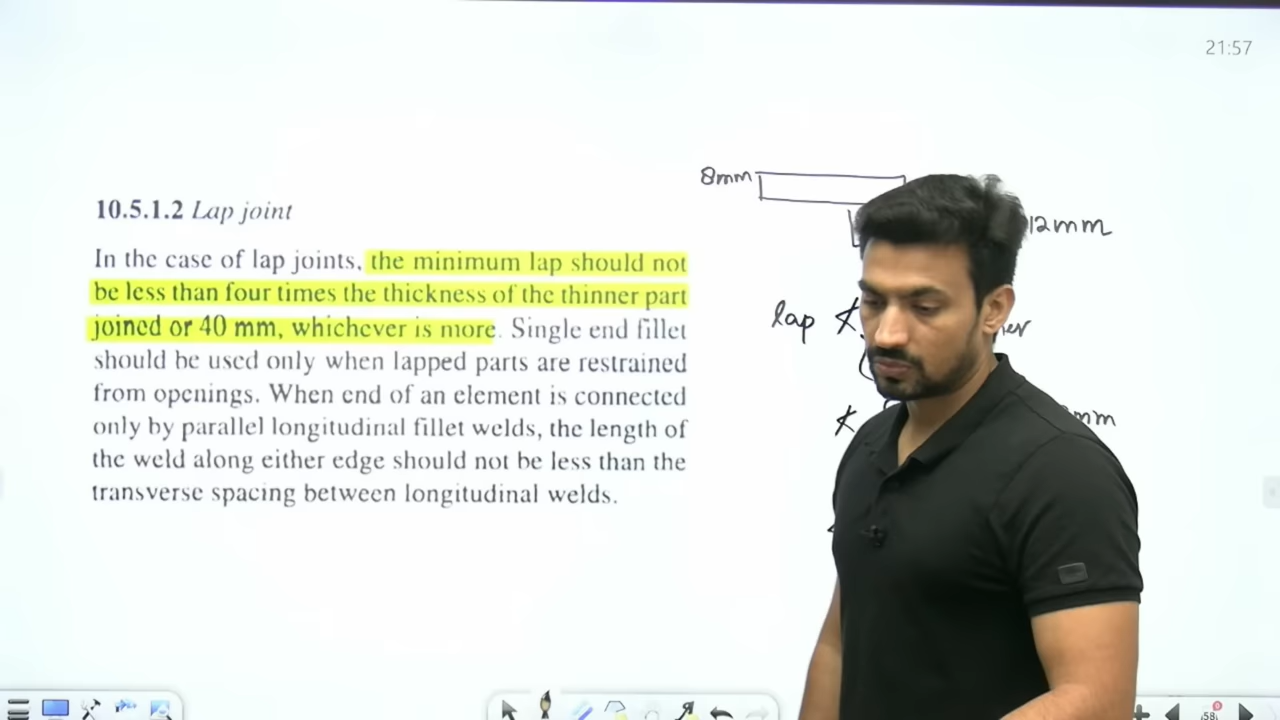 21:57
8mm
12mm
10.5.1.2 Lap joint
In the case of lap joints, the minimum lap should not
be less than four times the thickness of the thinner part
joined or 40 mm, whichever is more. Single end fillet
should be used only when lapped parts are restrained
from openings. When end of an element is connected
only by parallel longitudinal fillet welds, the length of
the weld along either edge should not be less than the
transverse spacing between longitudinal welds.
lap
mm
58